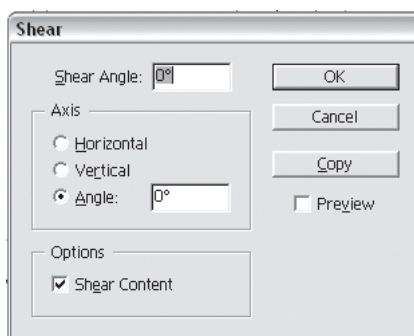 Shear
Shear Angle: 0°
OK
Axis
Cancel
Horizontal
Copy
Vertical
Angle: 0°
Preview
Options
Shear Content